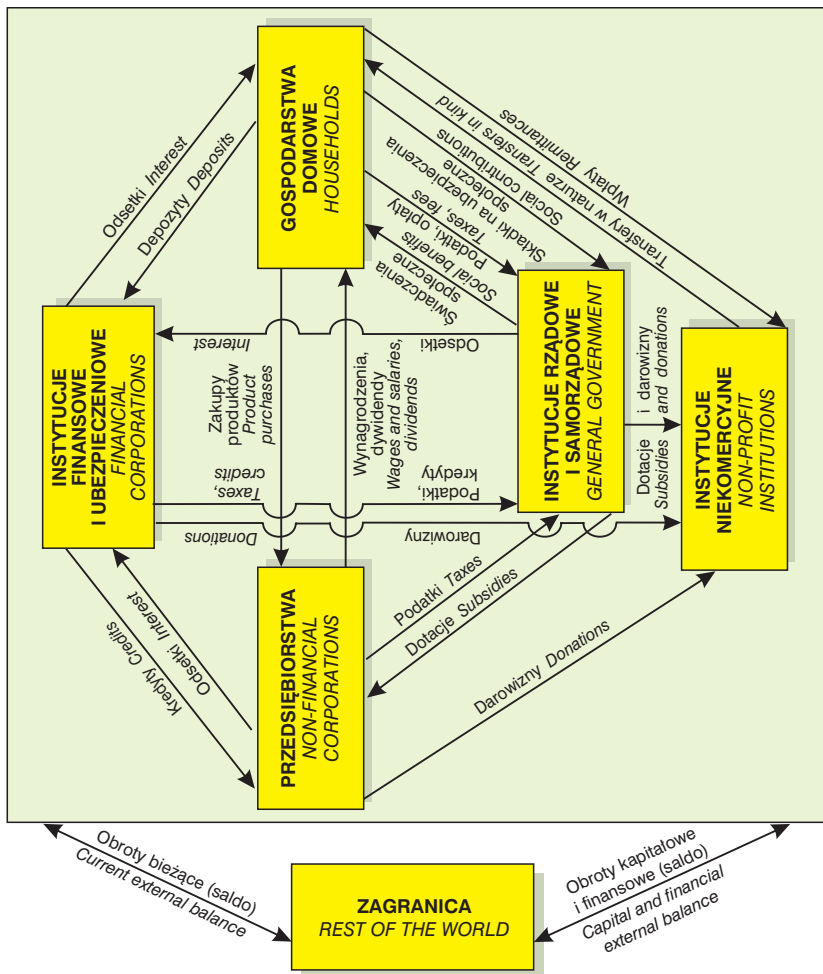 GOSPODARSTWA
DOMOWE
HOUSEHOLDS
Odsetki Interest
Depozyty Deposits
Wpłaty Remittances
Transfery w naturze Transfers in kind
Składki na ubezpieczenia
społeczne
Social contributions
Podatki, opłaty
Taxes, fees
Świadczenia
społeczne
Social benefits
INSTYTUCJE
FINANSOWE
I UBEZPIECZENIOWE
FINANCIAL
CORPORATIONS
Odsetki
Interest
Zakupy
produktów
Product
purchases
Wynagrodzenia,
dywidendy
Wages and salaries,
dividends
INSTYTUCJE RZĄDOWE
I SAMORZĄDOWE
GENERAL GOVERNMENT
Dotacje i darowizny
Subsidies and donations
INSTYTUCJE
NIEKOMERCYJNE
NON-PROFIT
INSTITUTIONS
Podatki,
kredyty
Taxes,
credits
Darowizny
Donations
Kredyty Credits
Odsetki Interest
PRZEDSIĘBIORSTWA
NON-FINANCIAL
CORPORATIONS
Podatki Taxes
Dotacje Subsidies
Darowizny Donations
Obroty bieżące (saldo)
Current external balance
ZAGRANICA
REST OF THE WORLD
Obroty kapitałowe
i finansowe (saldo)
Capital and financial
external balance